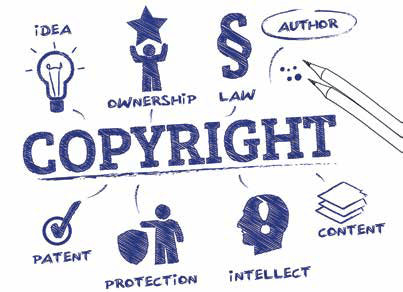 iDEA
OWNERSHiP
§
LAW
AUTHOR
COPYRIGHT
PATENT
PROTECTiON
iNTELLECT
CONTENT